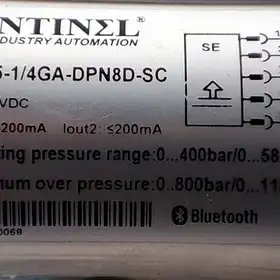 NTINEL®
DUSTRY AUTOMATION
5-1/4GA-DPN8D-SC
VDC
200mA Iout2: ≤200mA
ing pressure range: 0...400bar/0...58
num over pressure: 0...800bar/0...11
Bluetooth
0068
SE